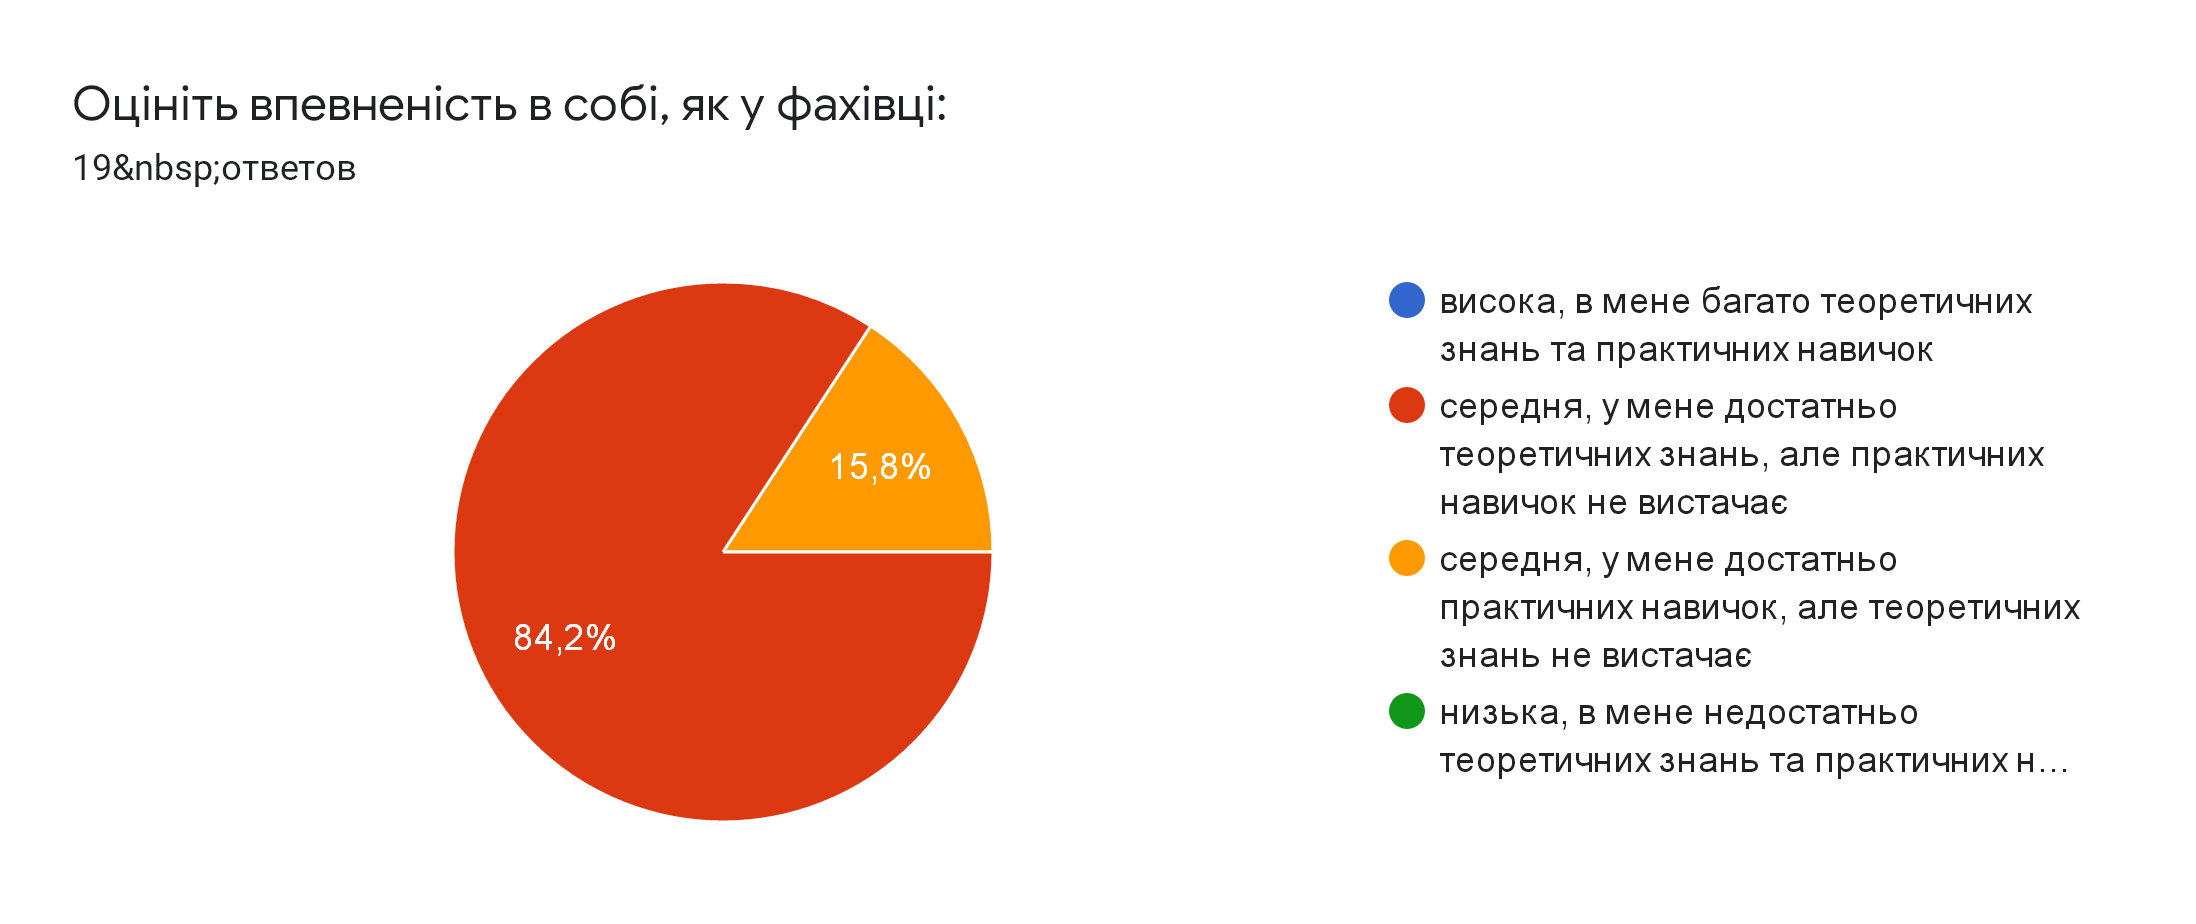 Оцініть впевненість в собі, як у фахівці:
19&nbsp;ответов
15,8%
84,2%
висока, в мене багато теоретичних
знань та практичних навичок
середня, у мене достатньо
теоретичних знань, але практичних
навичок не вистачає
середня, у мене достатньо
практичних навичок, але теоретичних
знань не вистачає
низька, в мене недостатньо
теоретичних знань та практичних н…